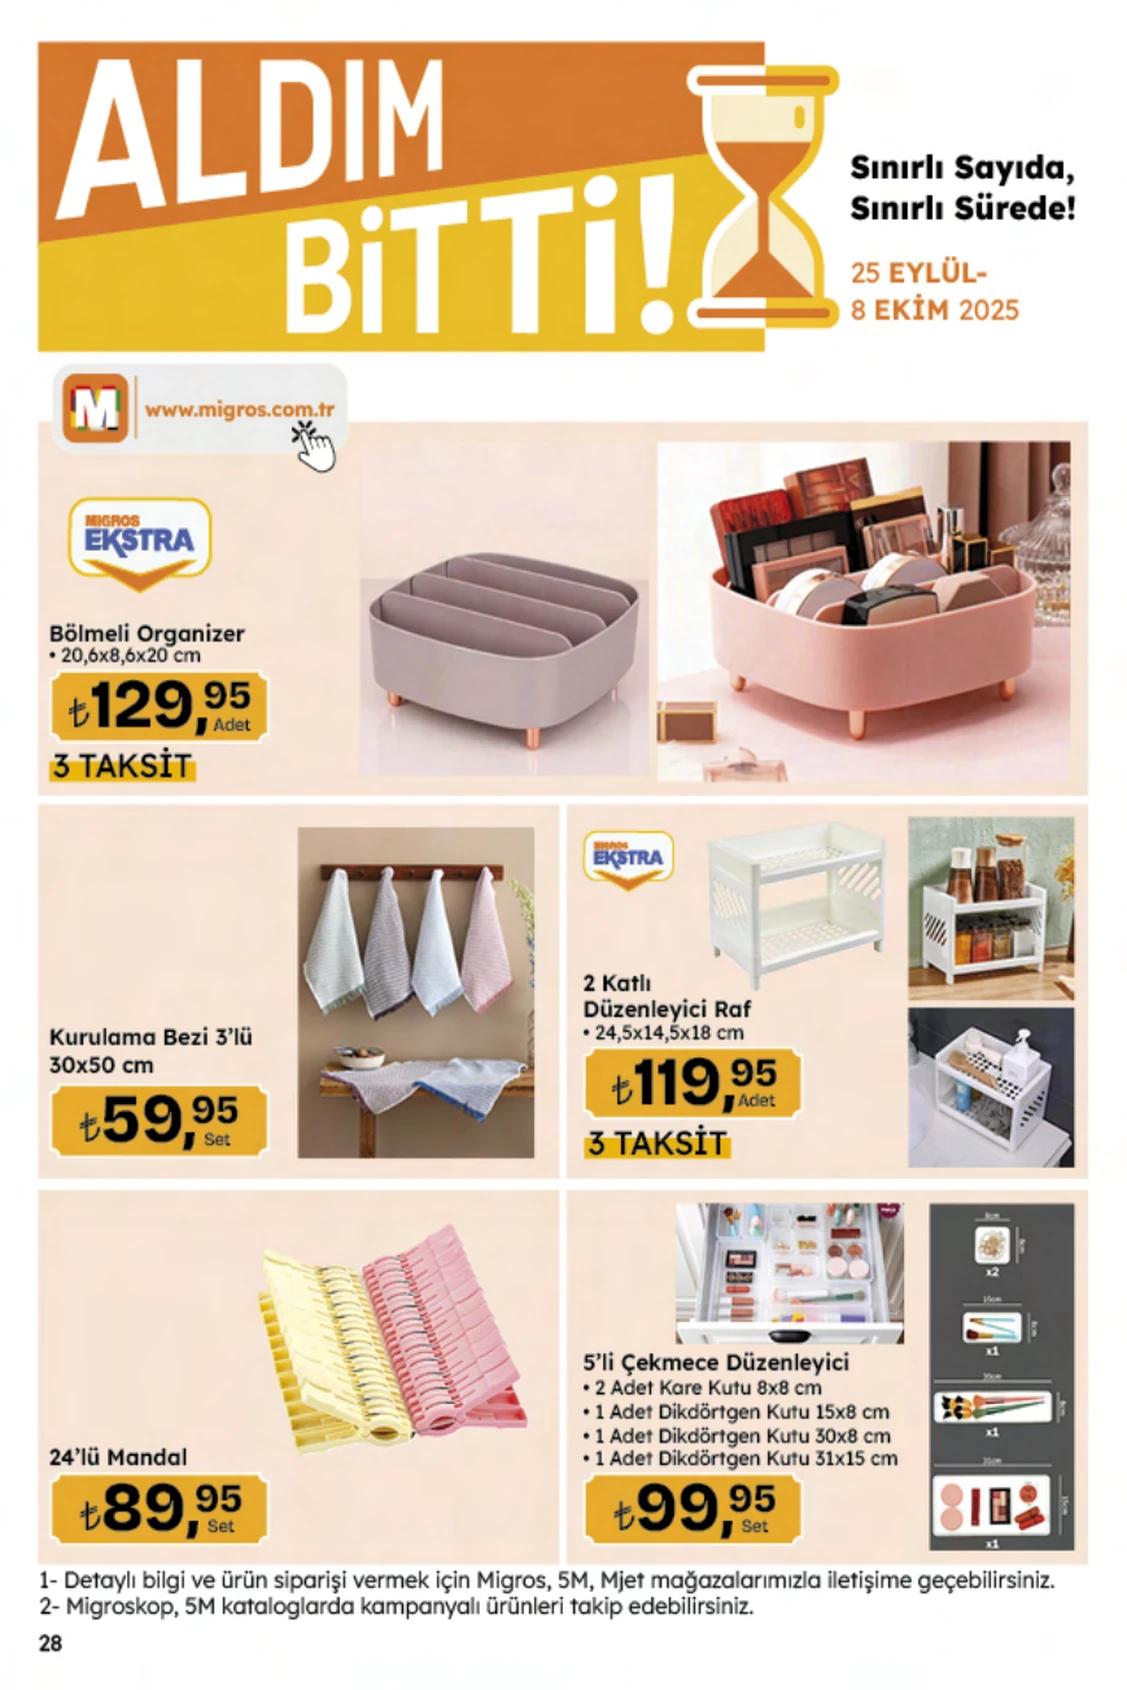 ALDIM
BiTTi!
Sınırlı Sayıda,
Sınırlı Sürede!
25 EYLÜL-
8 EKİM 2025
M
www.migros.com.tr
MIGROS
EKSTRA
Bölmeli Organizer
• 20,6x8,6x20 cm
₺129,95
Adet
3 TAKSİT
Kurulama Bezi 3'lü
30x50 cm
₺59,95
Set
MIGROS
EKSTRA
2 Katlı
Düzenleyici Raf
• 24,5x14,5x18 cm
₺119,95
Adet
3 TAKSİT
24'lü Mandal
₺89,95
Set
5'li Çekmece Düzenleyici
• 2 Adet Kare Kutu 8x8 cm
• 1 Adet Dikdörtgen Kutu 15x8 cm
• 1 Adet Dikdörtgen Kutu 30x8 cm
• 1 Adet Dikdörtgen Kutu 31x15 cm
₺99,95
Set
x2
15cm
x1
30cm
x1
x1
1- Detaylı bilgi ve ürün siparişi vermek için Migros, 5M, Mjet mağazalarımızla iletişime geçebilirsiniz.
2- Migroskop, 5M kataloglarda kampanyalı ürünleri takip edebilirsiniz.
28